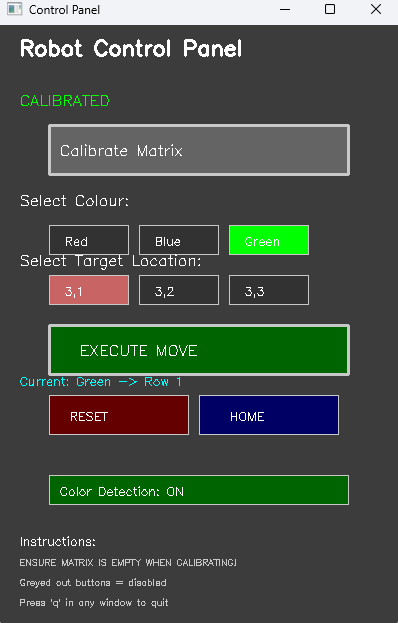 Control Panel
Robot Control Panel
CALIBRATED
Calibrate Matrix
Select Colour:
Red Blue Green
Select Target Location:
3,1 3,2 3,3
EXECUTE MOVE
Current: Green -> Row 1
RESET HOME
Color Detection: ON
Instructions:
ENSURE MATRIX IS EMPTY WHEN CALIBRATING!
Greyed out buttons = disabled
Press 'q' in any window to quit